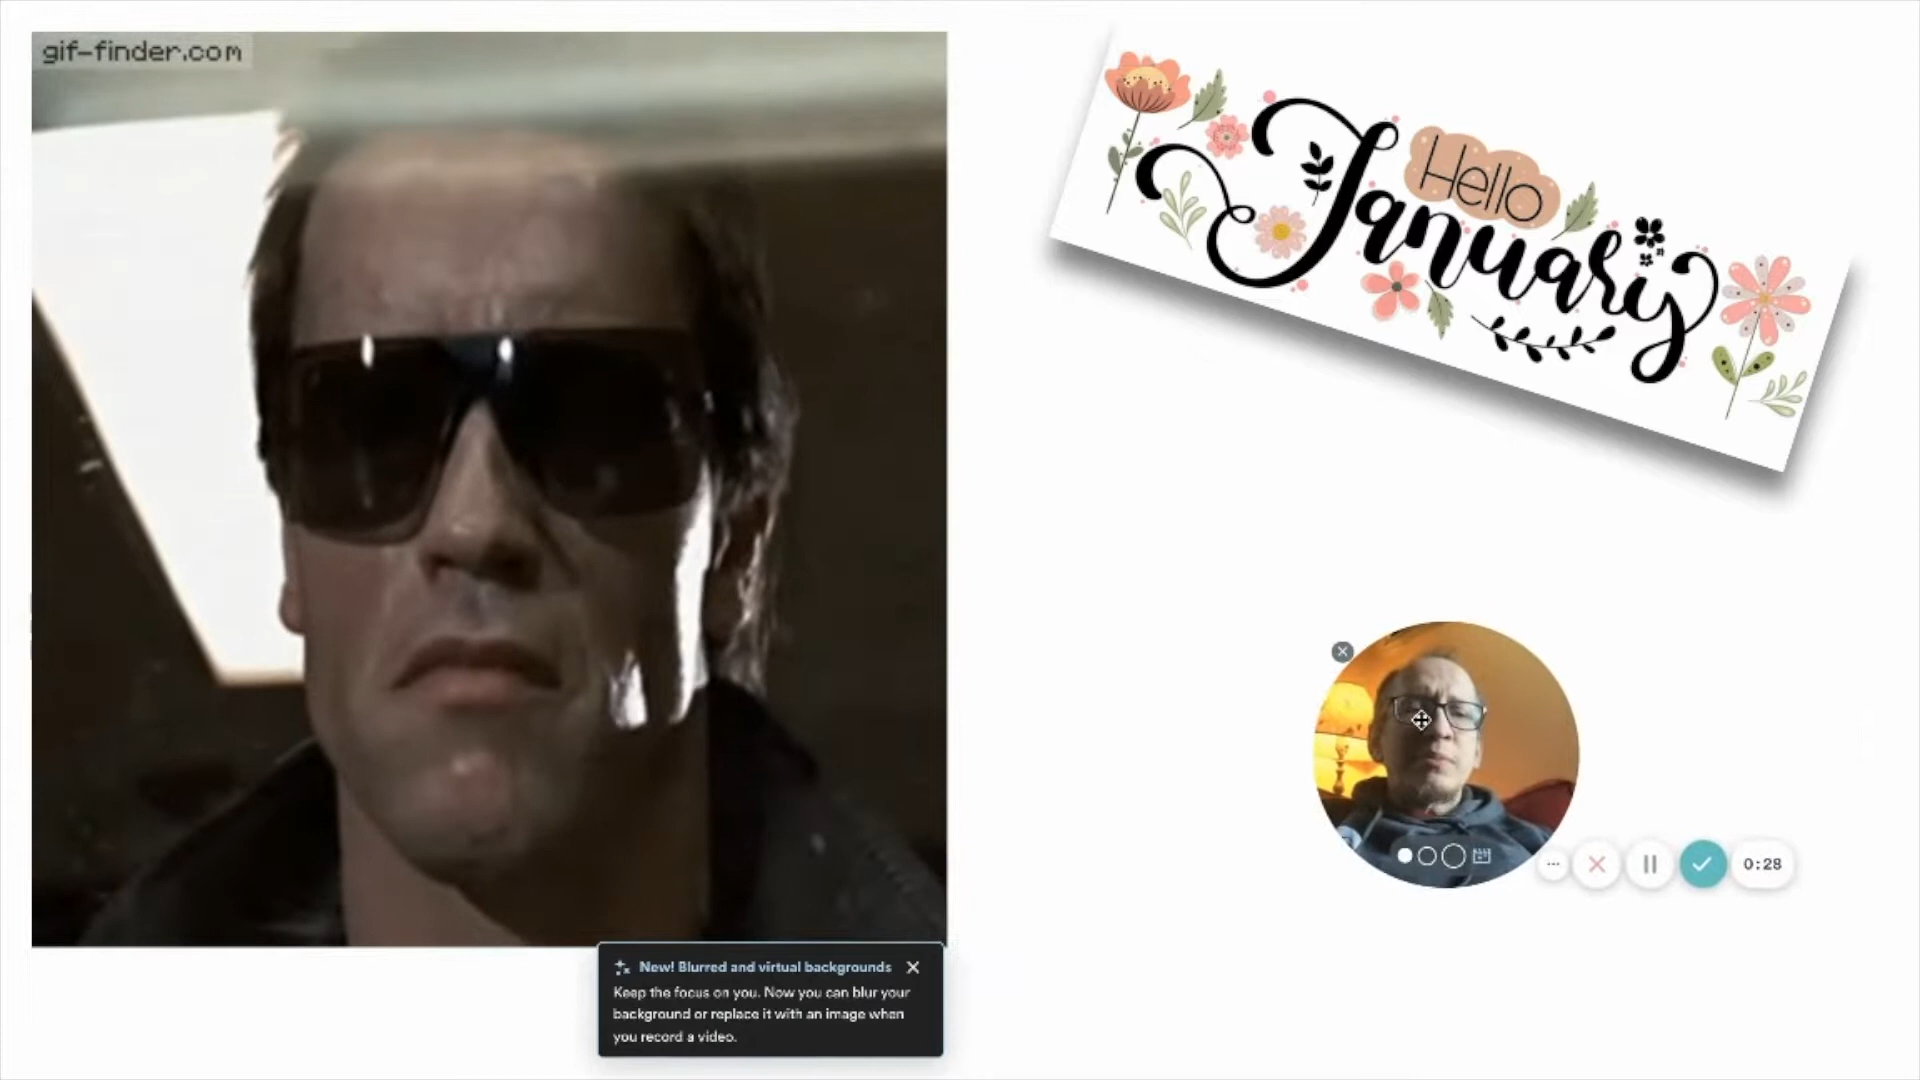 gif-finder.com
Hello
January
New! Blurred and virtual backgrounds
Keep the focus on you. Now you can blur your
background or replace it with an image when
you record a video.
0:28